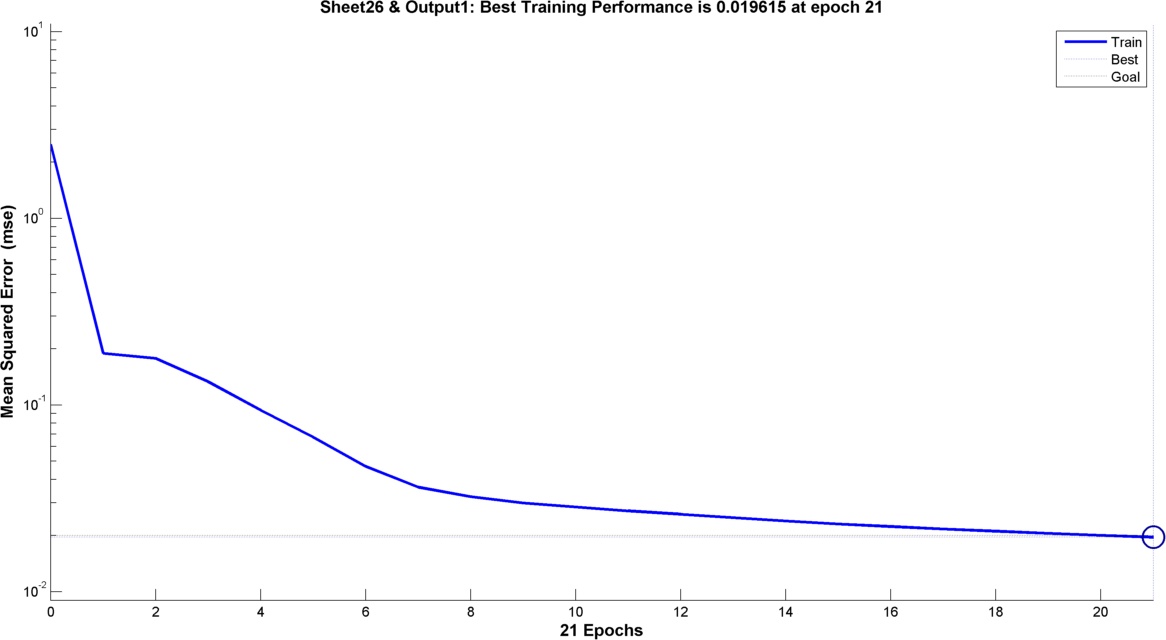 Sheet26 & Output1: Best Training Performance is 0.019615 at epoch 21
Train
Best
Goal
Mean Squared Error (mse)
10^1
10^0
10^-1
10^-2
0 2 4 6 8 10 12 14 16 18 20
21 Epochs